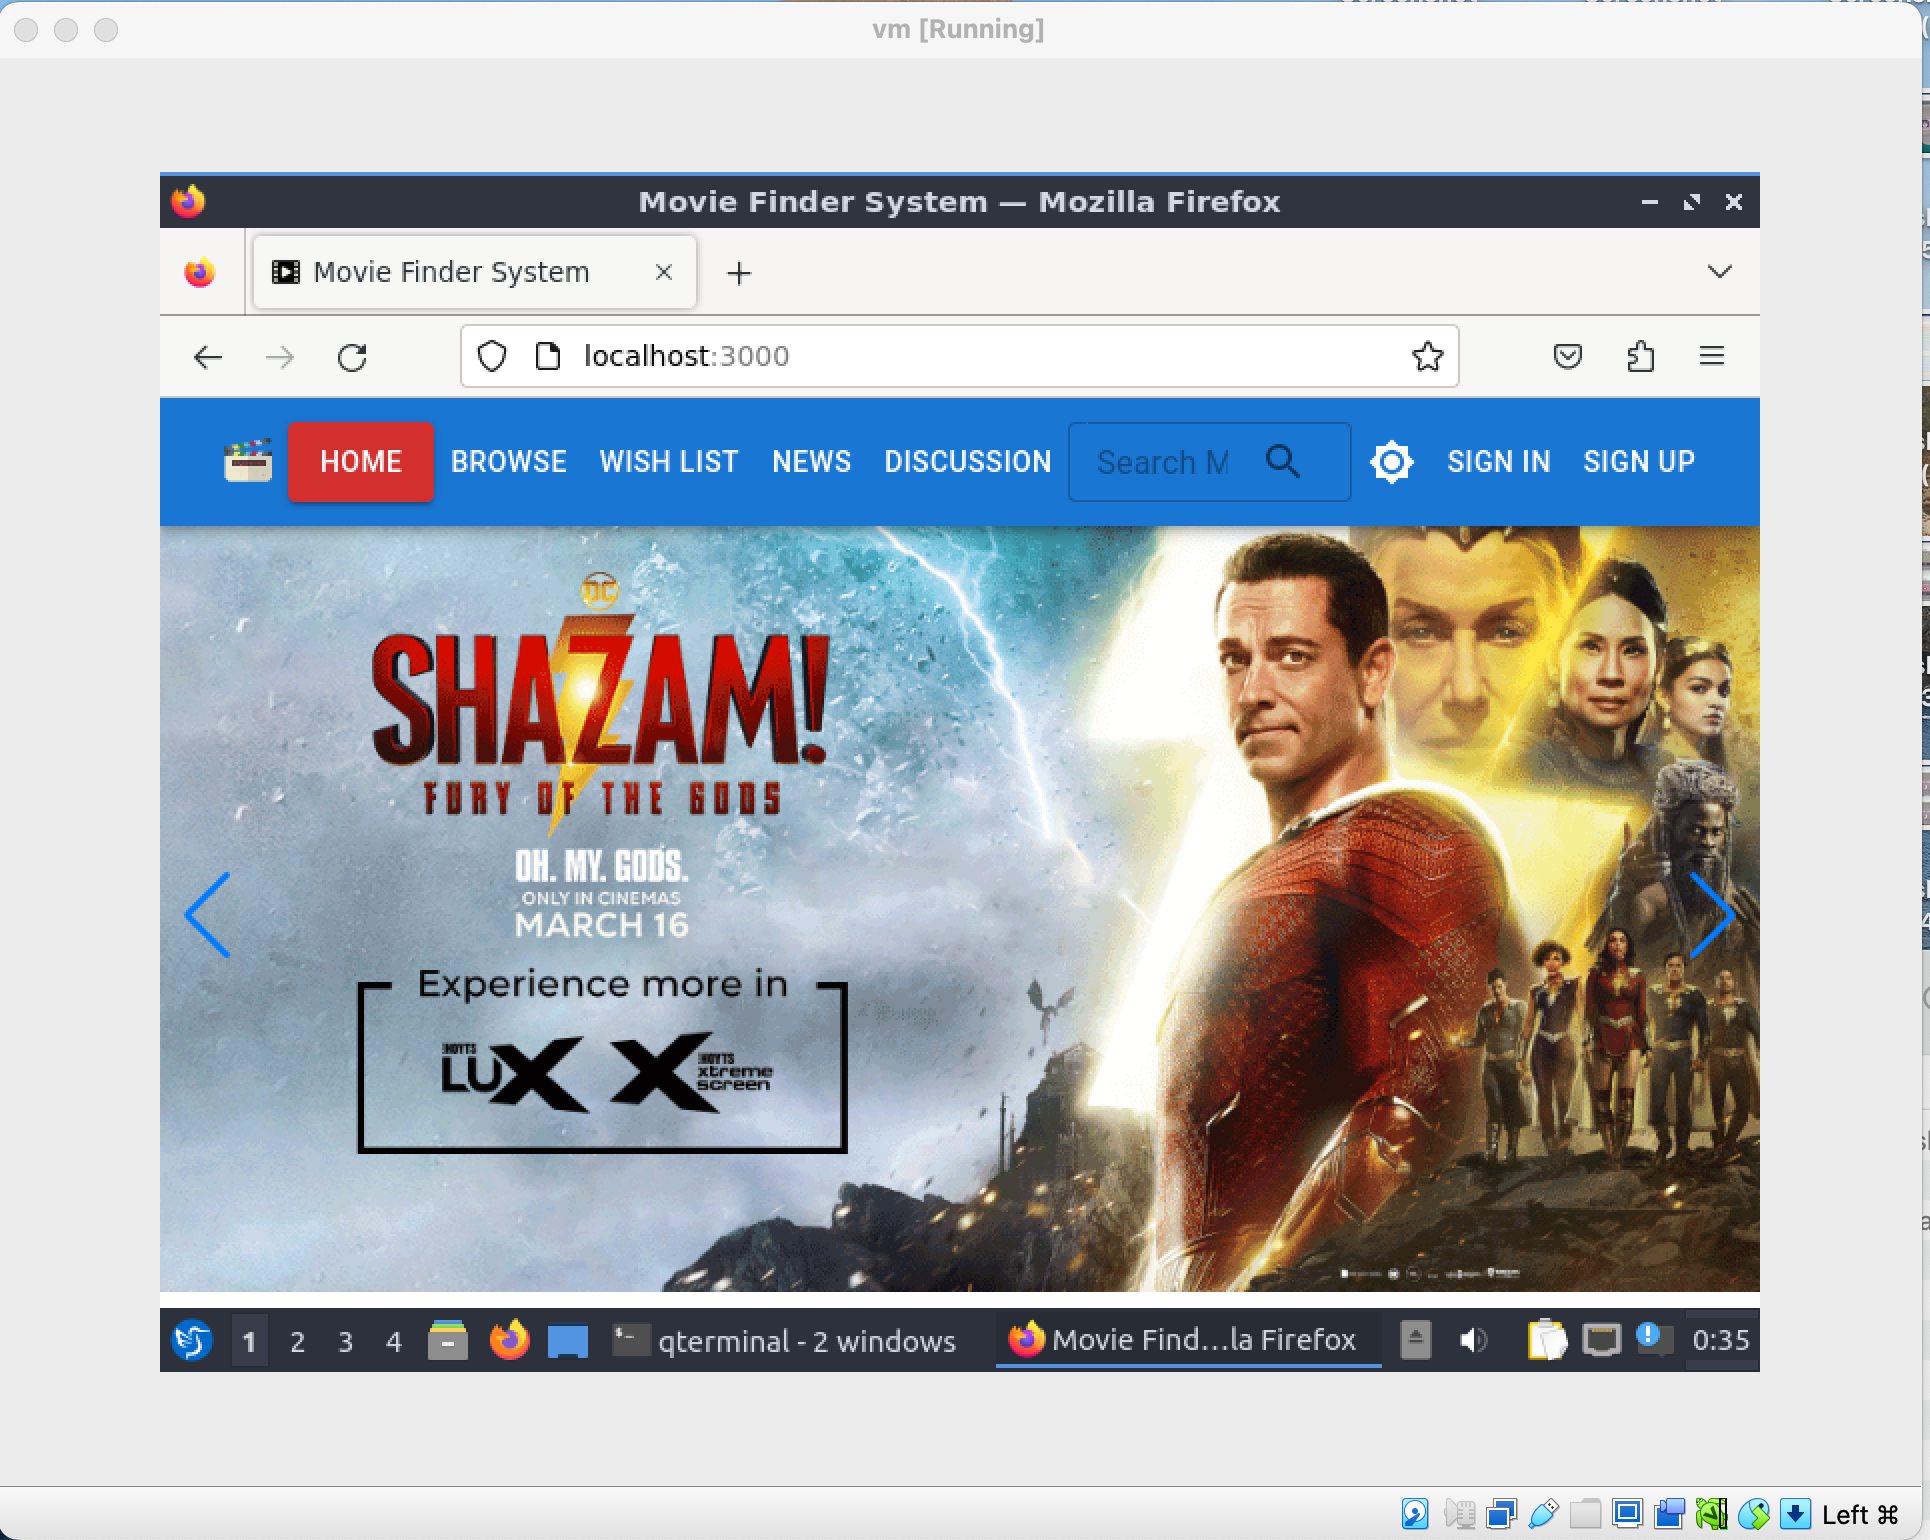 vm [Running]
Movie Finder System — Mozilla Firefox
Movie Finder System
localhost:3000
HOME BROWSE WISH LIST NEWS DISCUSSION Search M SIGN IN SIGN UP
DC
SHAZAM!
FURY OF THE GODS
OH. MY. GODS.
ONLY IN CINEMAS
MARCH 16
Experience more in
HOYTS LUX HOYTS xtreme screen
1 2 3 4 qterminal - 2 windows Movie Find...la Firefox 0:35
Left ⌘